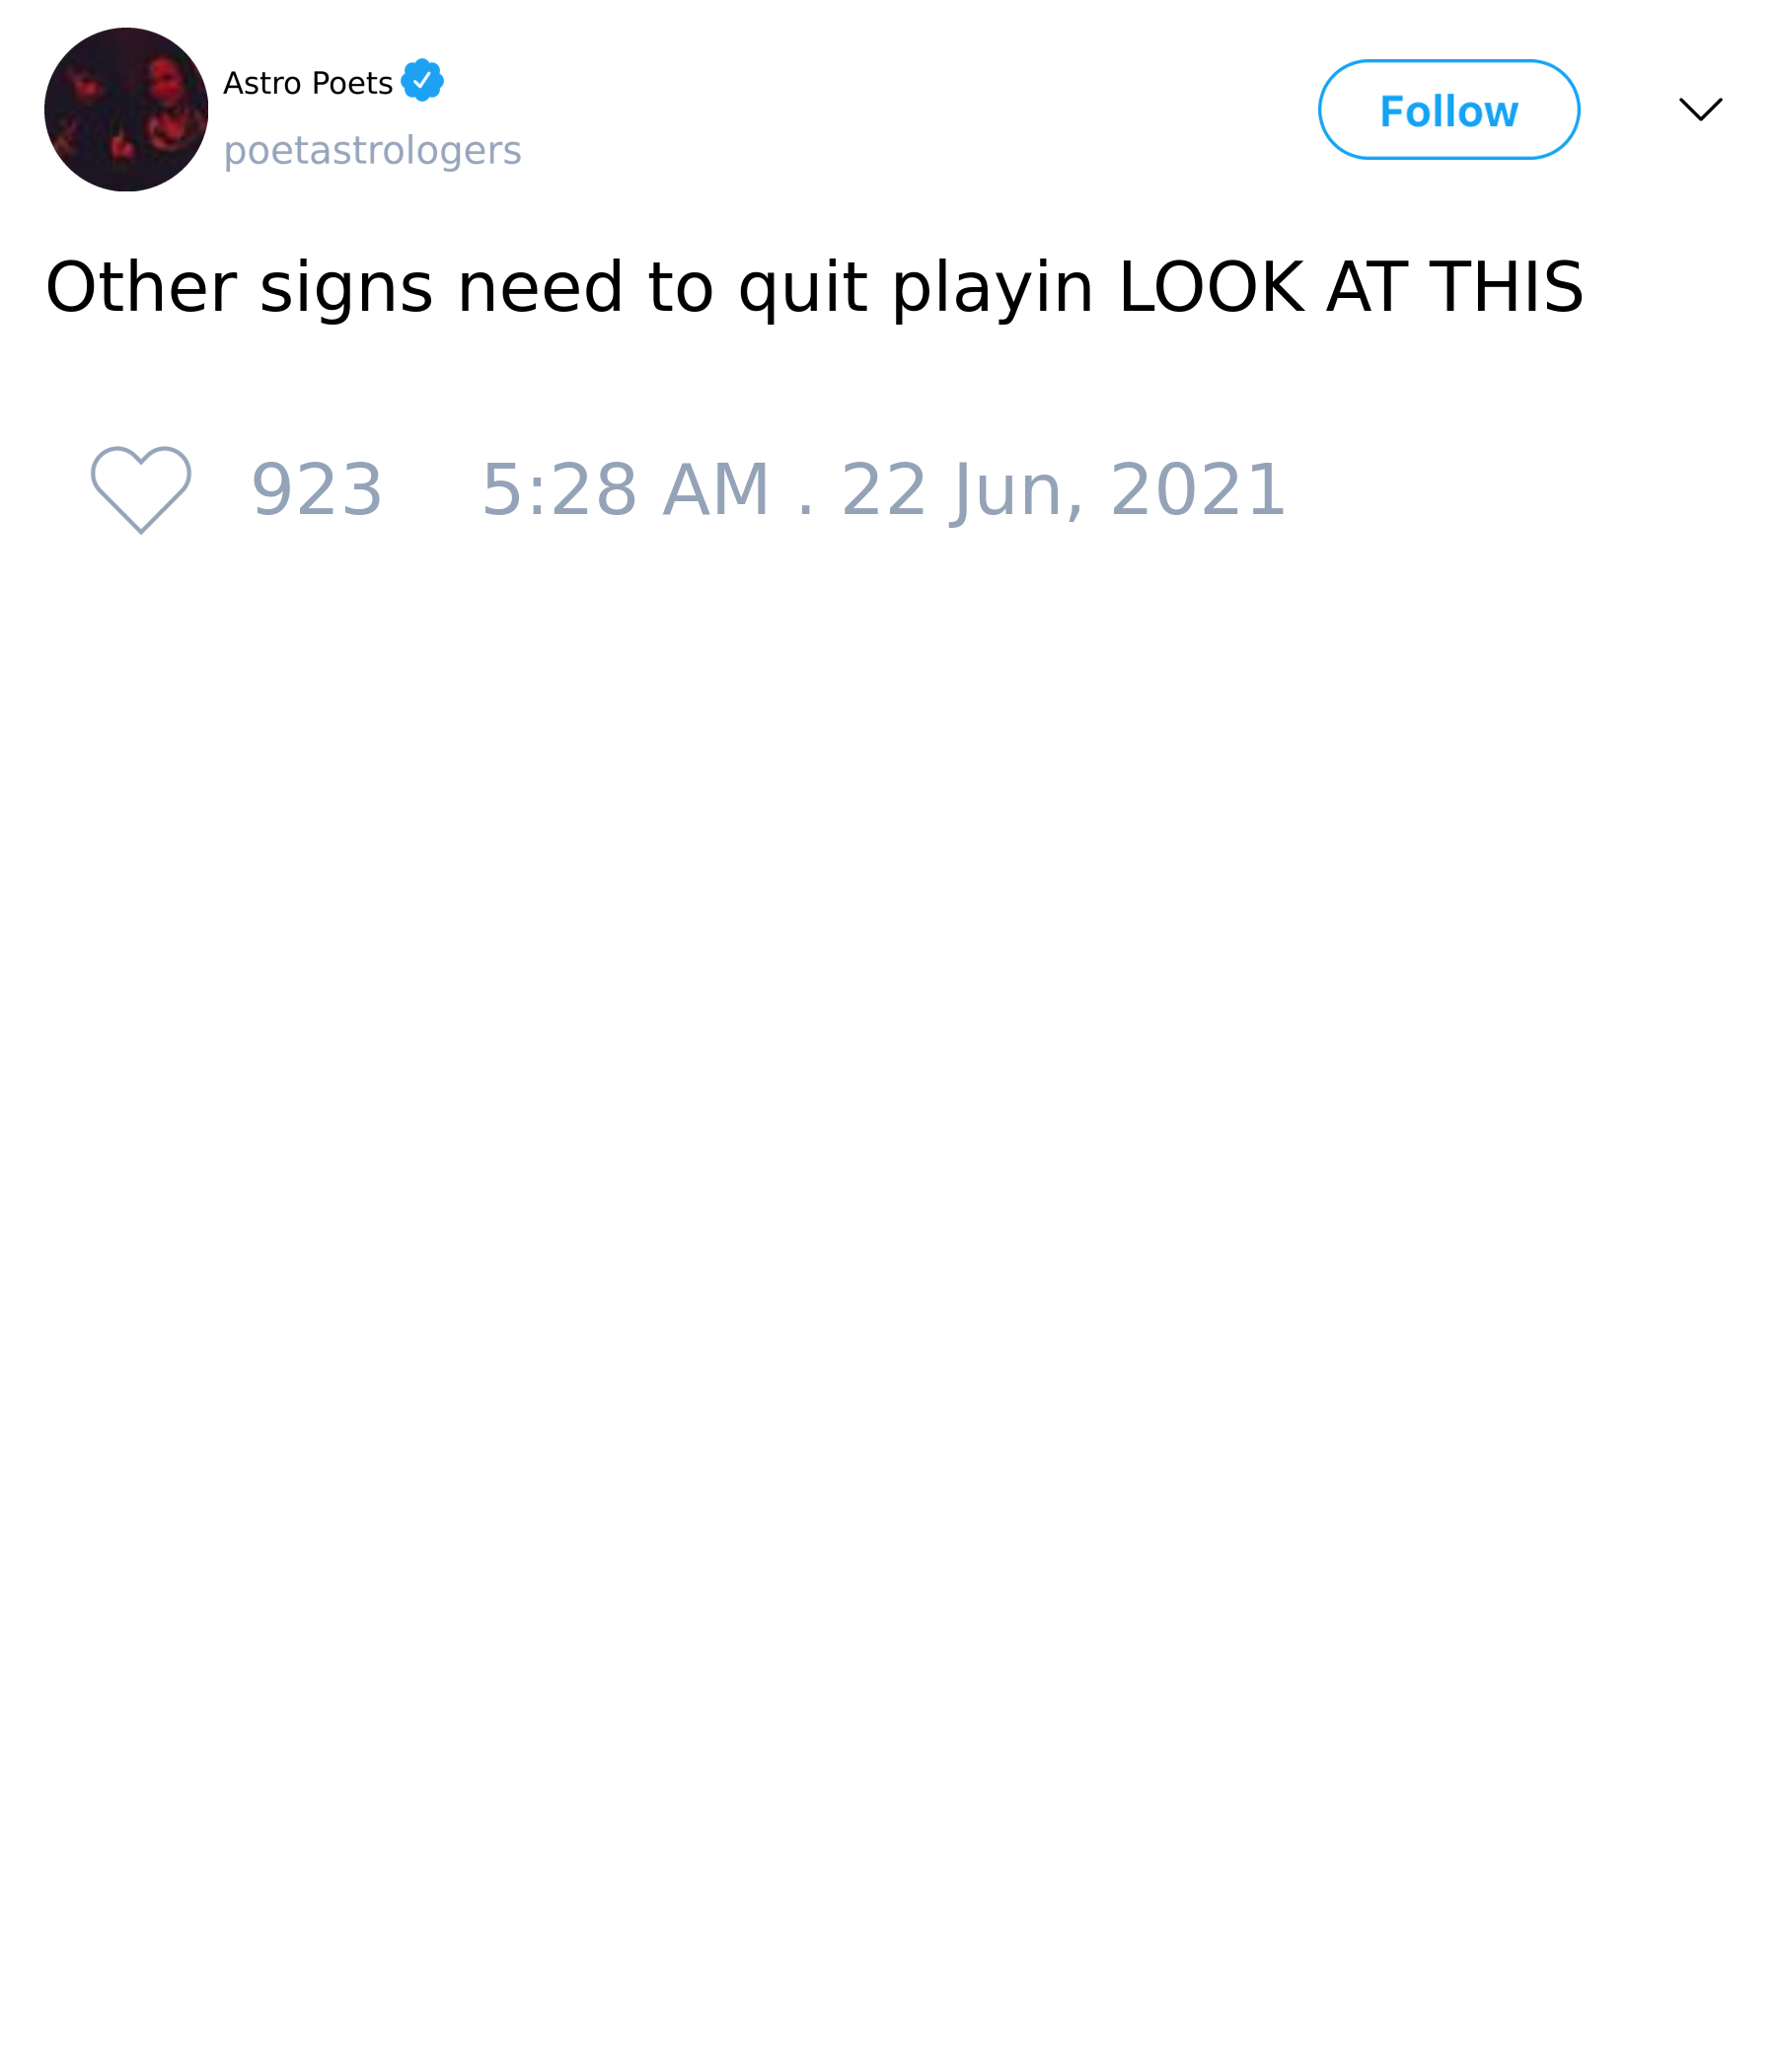 Astro Poets
poetastrologers
Follow
Other signs need to quit playin LOOK AT THIS
923 5:28 AM . 22 Jun, 2021